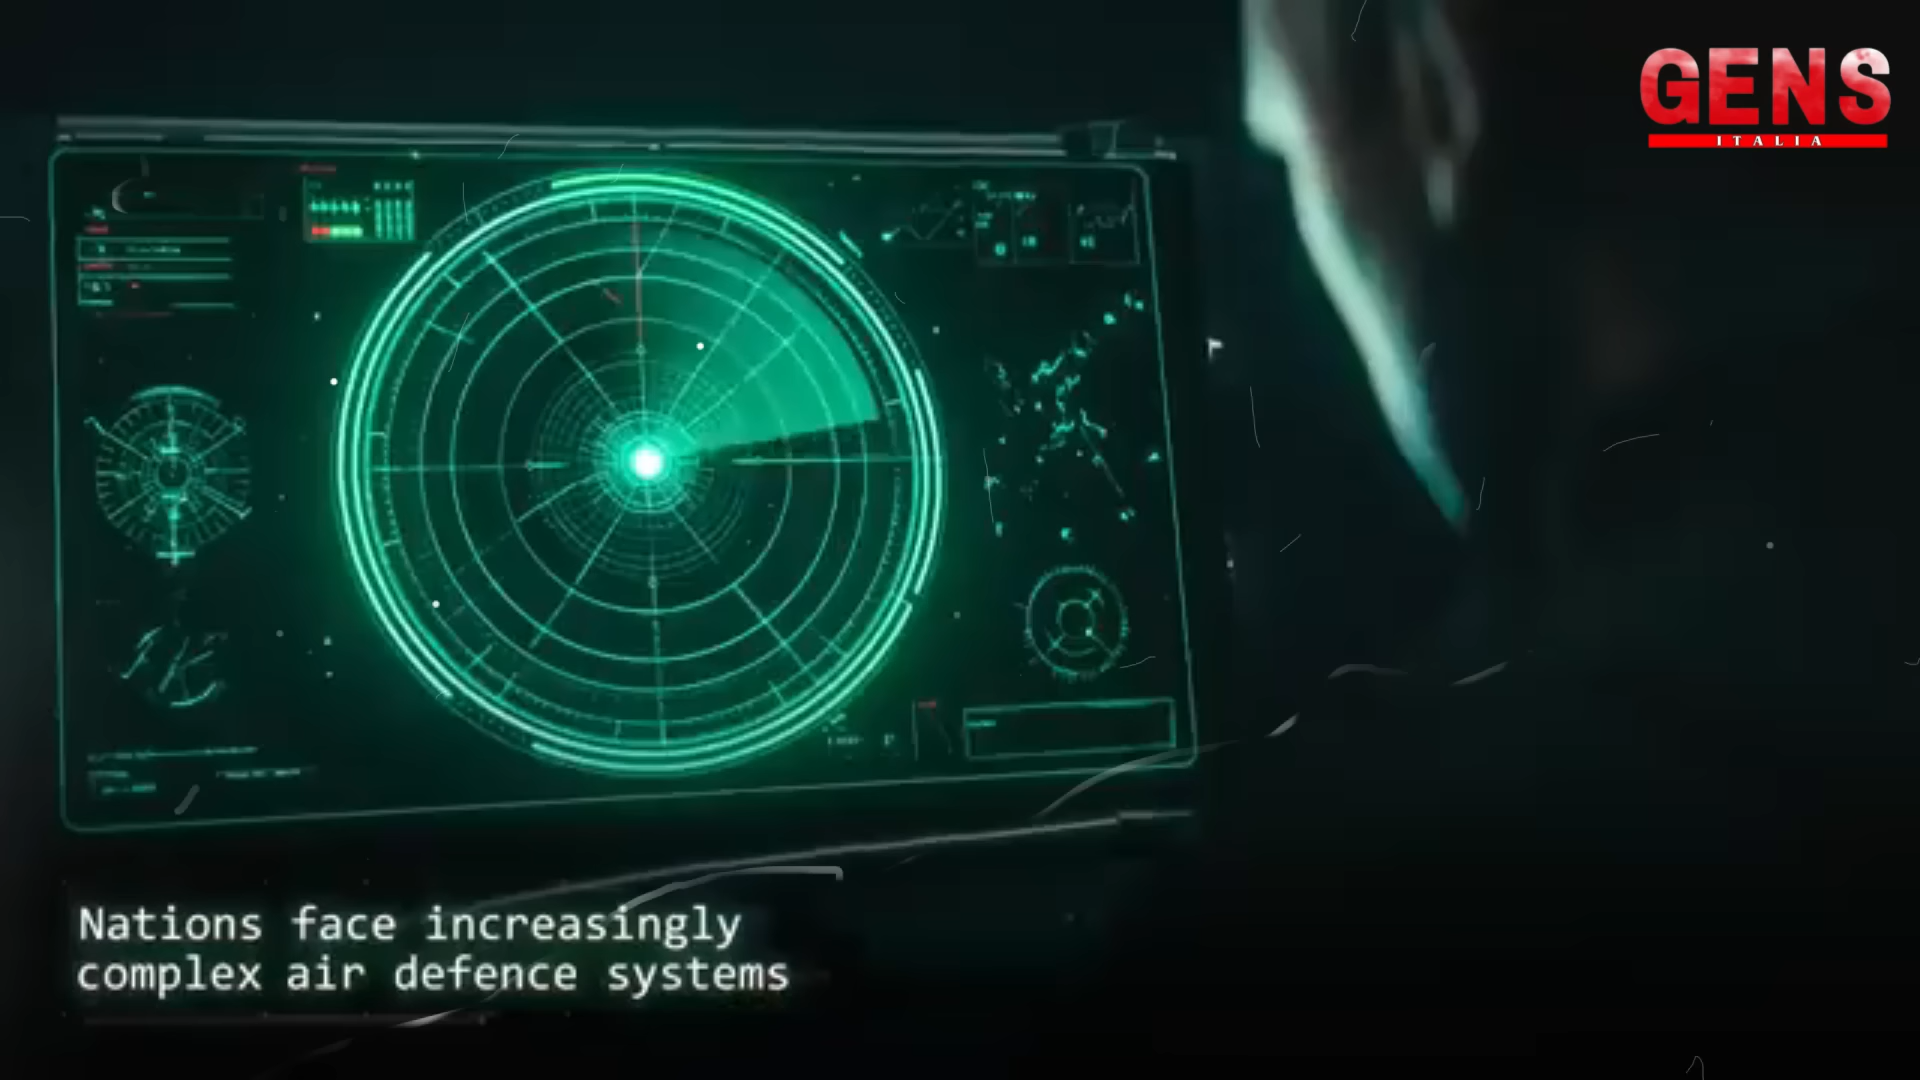 GENS
ITALIA
Nations face increasingly
complex air defence systems